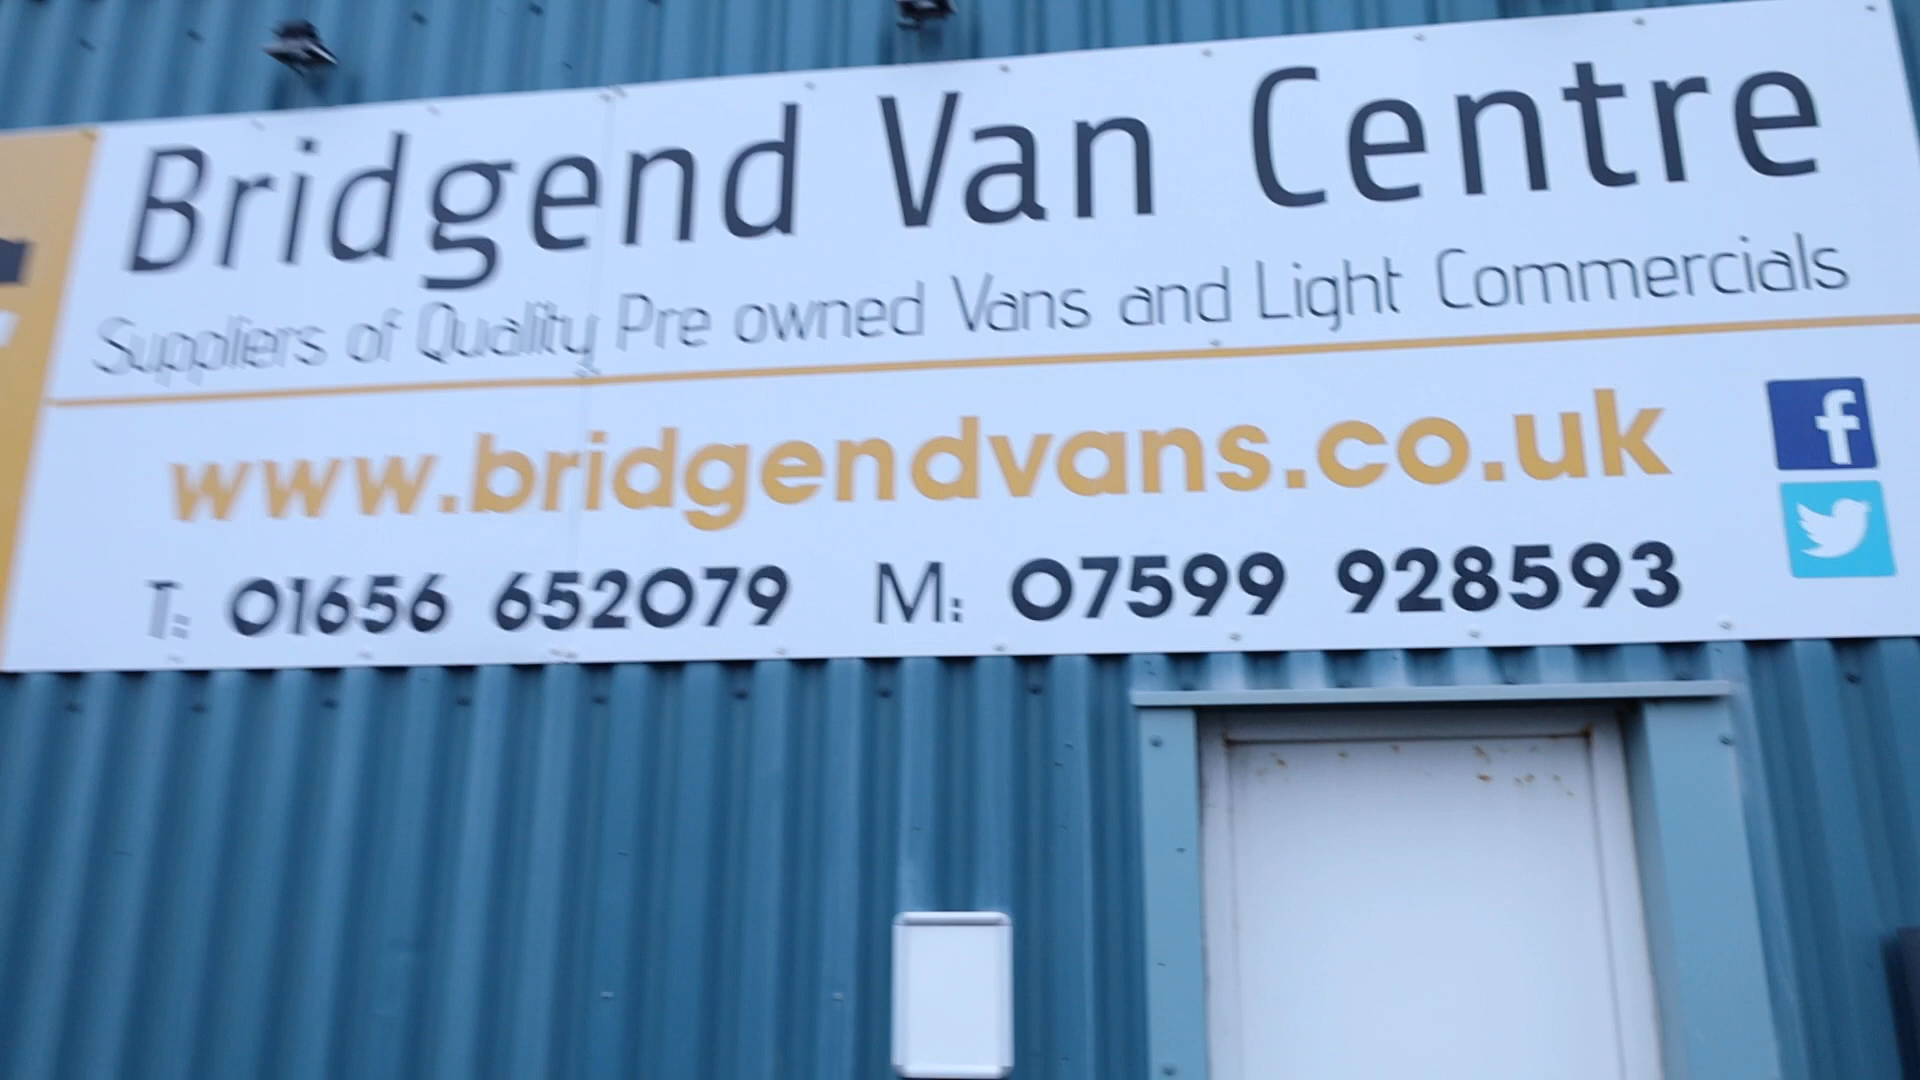 Bridgend Van Centre
Suppliers of Quality Pre owned Vans and Light Commercials
www.bridgendvans.co.uk
T: 01656 652079 M: 07599 928593